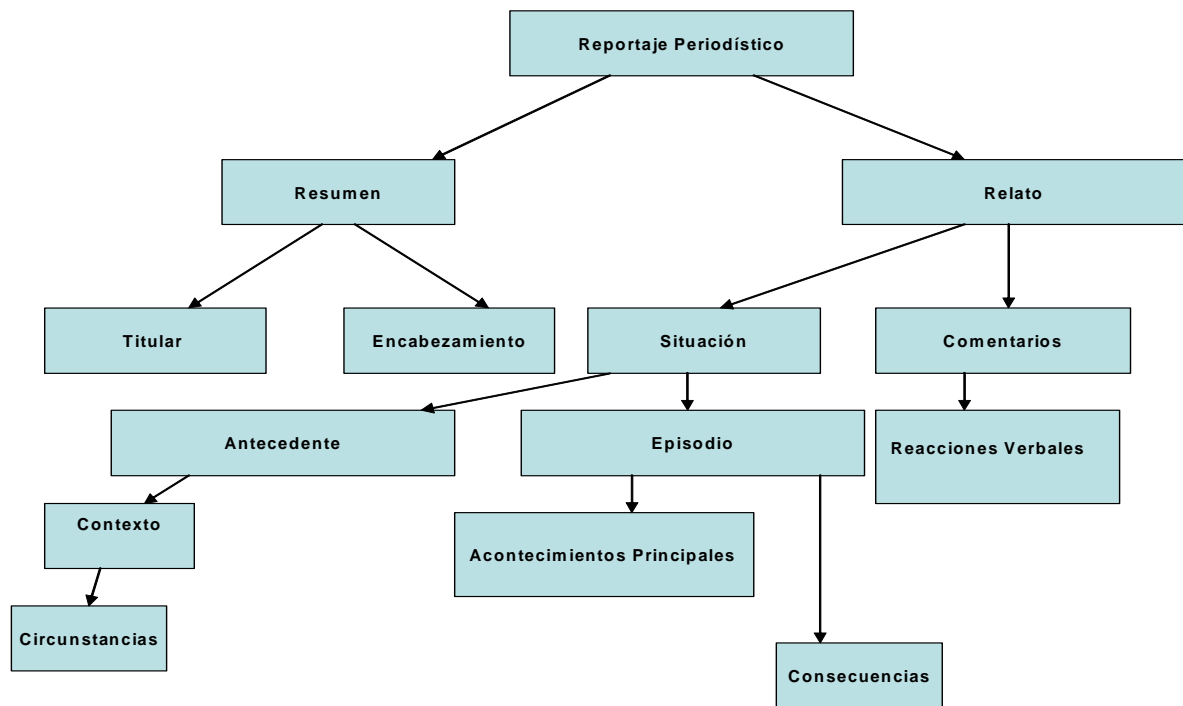 Reportaje Periodístico
Resumen
Relato
Titular
Encabezamiento
Situación
Comentarios
Antecedente
Episodio
Reacciones Verbales
Contexto
Acontecimientos Principales
Circunstancias
Consecuencias